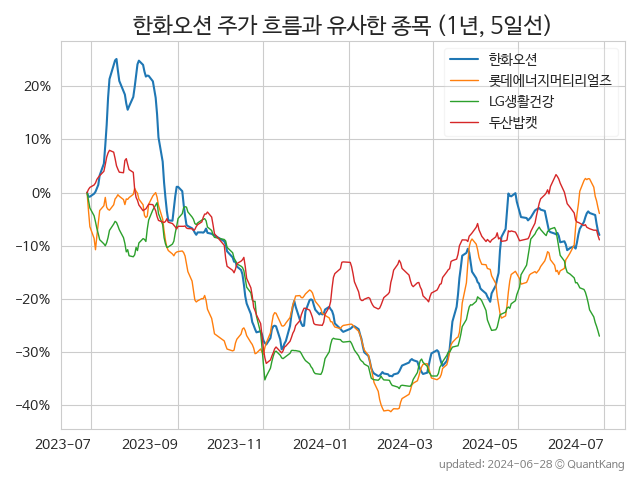 한화오션 주가 흐름과 유사한 종목 (1년, 5일선)
한화오션
롯데에너지머티리얼즈
LG생활건강
두산밥캣
20%
10%
0%
−10%
−20%
−30%
−40%
2023-07 2023-09 2023-11 2024-01 2024-03 2024-05 2024-07
updated: 2024-06-28 © QuantKang